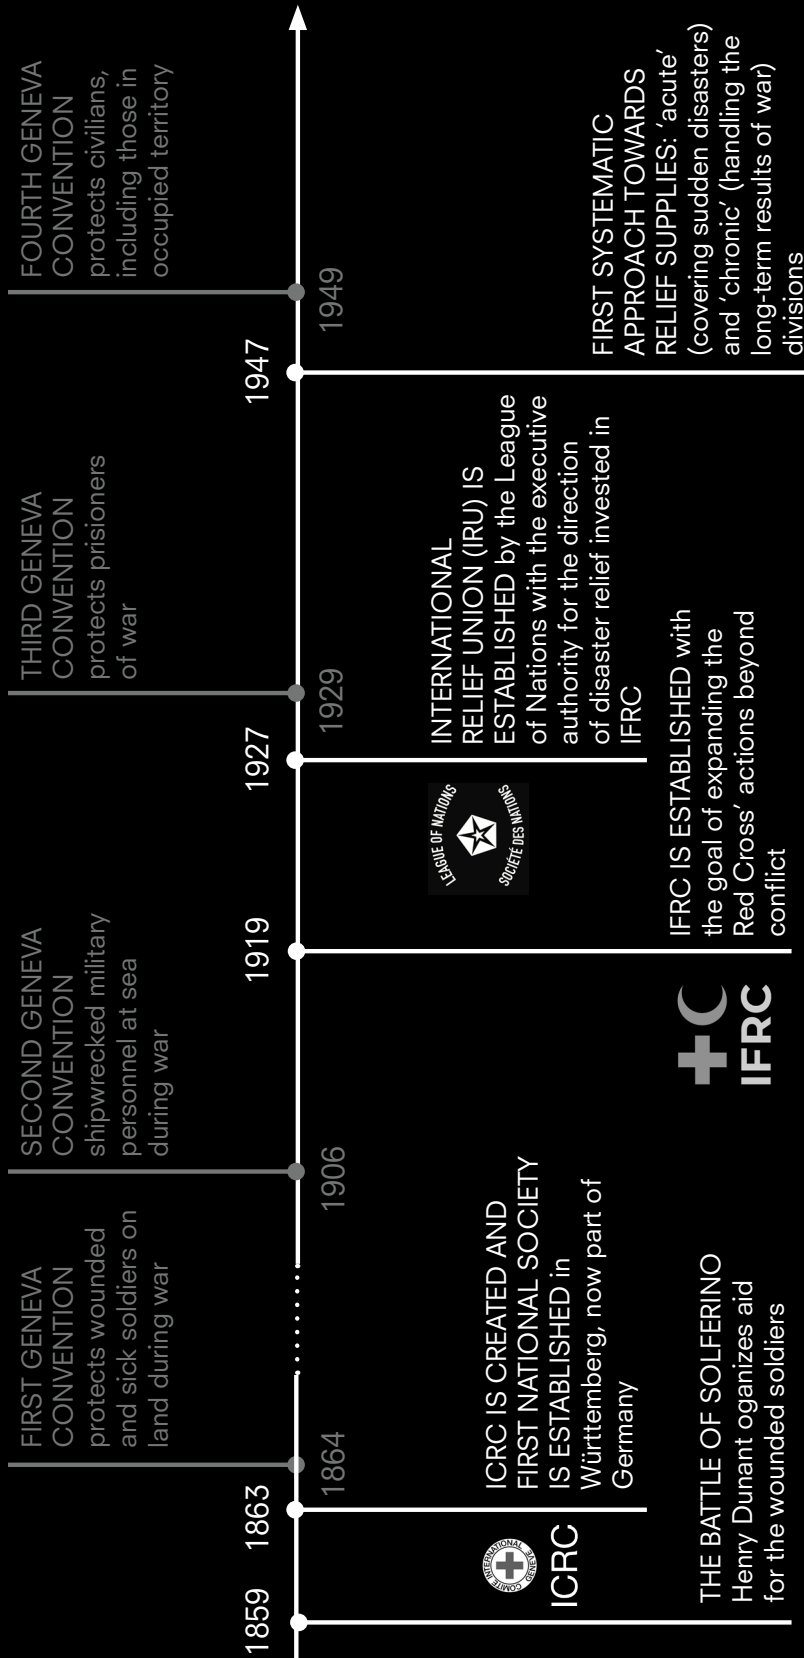 FIRST GENEVA
CONVENTION
protects wounded
and sick soldiers on
land during war
SECOND GENEVA
CONVENTION
shipwrecked military
personnel at sea
during war
THIRD GENEVA
CONVENTION
protects prisioners
of war
FOURTH GENEVA
CONVENTION
protects civilians,
including those in
occupied territory
1859
1863
1919
1927
1947
1864
1906
1929
1949
COMITÉ INTERNATIONAL
GENÈVE
ICRC
ICRC IS CREATED AND
FIRST NATIONAL SOCIETY
IS ESTABLISHED in
Württemberg, now part of
Germany
LEAGUE OF NATIONS
SOCIÉTÉ DES NATIONS
INTERNATIONAL
RELIEF UNION (IRU) IS
ESTABLISHED by the League
of Nations with the executive
authority for the direction
of disaster relief invested in
IFRC
FIRST SYSTEMATIC
APPROACH TOWARDS
RELIEF SUPPLIES: ‘acute’
(covering sudden disasters)
and ‘chronic’ (handling the
long-term results of war)
divisions
THE BATTLE OF SOLFERINO
Henry Dunant oganizes aid
for the wounded soldiers
IFRC
IFRC IS ESTABLISHED with
the goal of expanding the
Red Cross’ actions beyond
conflict